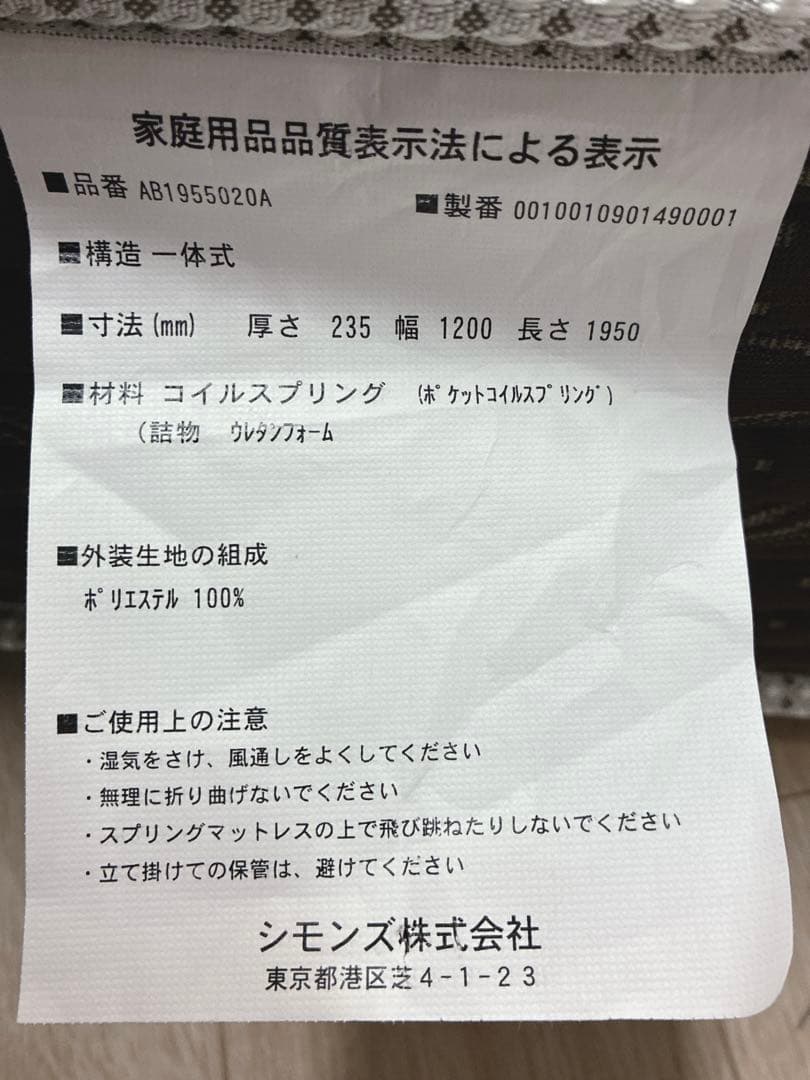 家庭用品品質表示法による表示
■品番 AB1955020A ■製番 0010010901490001
■構造 一体式
■寸法(mm) 厚さ 235 幅 1200 長さ 1950
■材料 コイルスプリング (ﾎﾟｹｯﾄｺｲﾙｽﾌﾟﾘﾝｸﾞ)
(詰物 ｳﾚﾀﾝﾌｫｰﾑ
■外装生地の組成
ﾎﾟﾘｴｽﾃﾙ 100%
■ご使用上の注意
・湿気をさけ、風通しをよくしてください
・無理に折り曲げないでください
・スプリングマットレスの上で飛び跳ねたりしないでください
・立て掛けての保管は、避けてください
シモンズ株式会社
東京都港区芝4-1-23